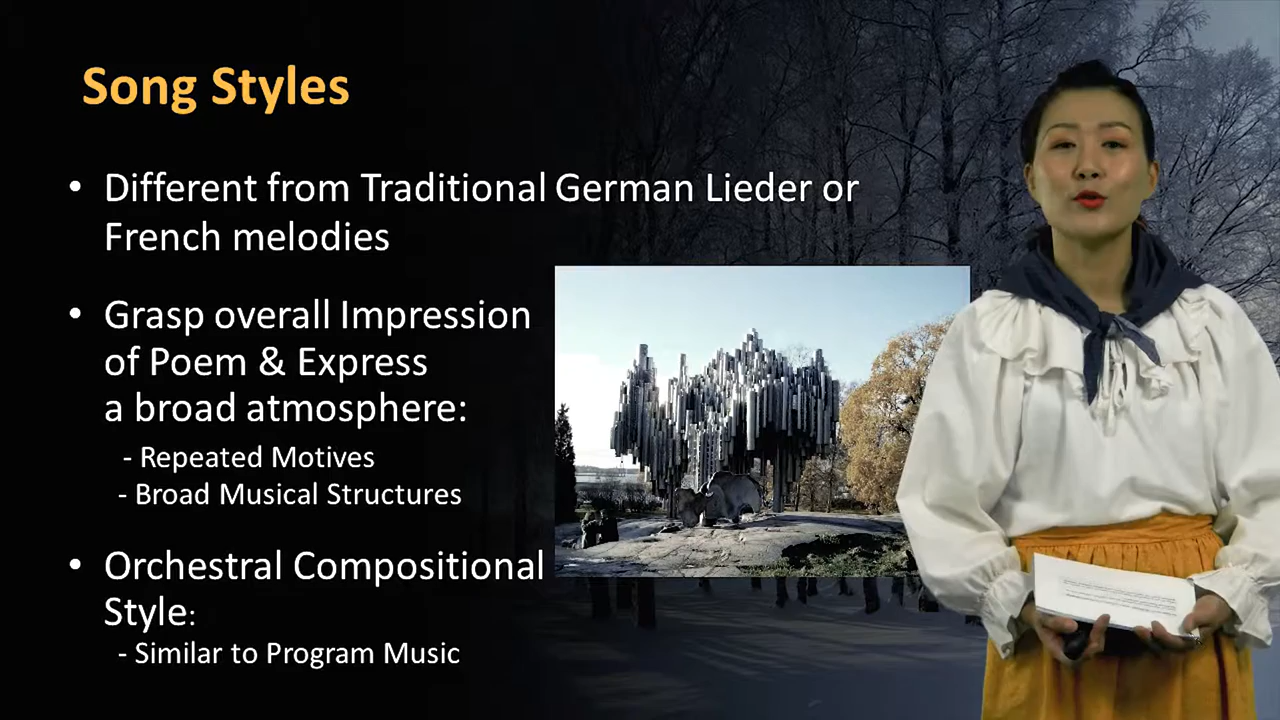 Song Styles
• Different from Traditional German Lieder or
French melodies
• Grasp overall Impression
of Poem & Express
a broad atmosphere:
- Repeated Motives
- Broad Musical Structures
• Orchestral Compositional
Style:
- Similar to Program Music